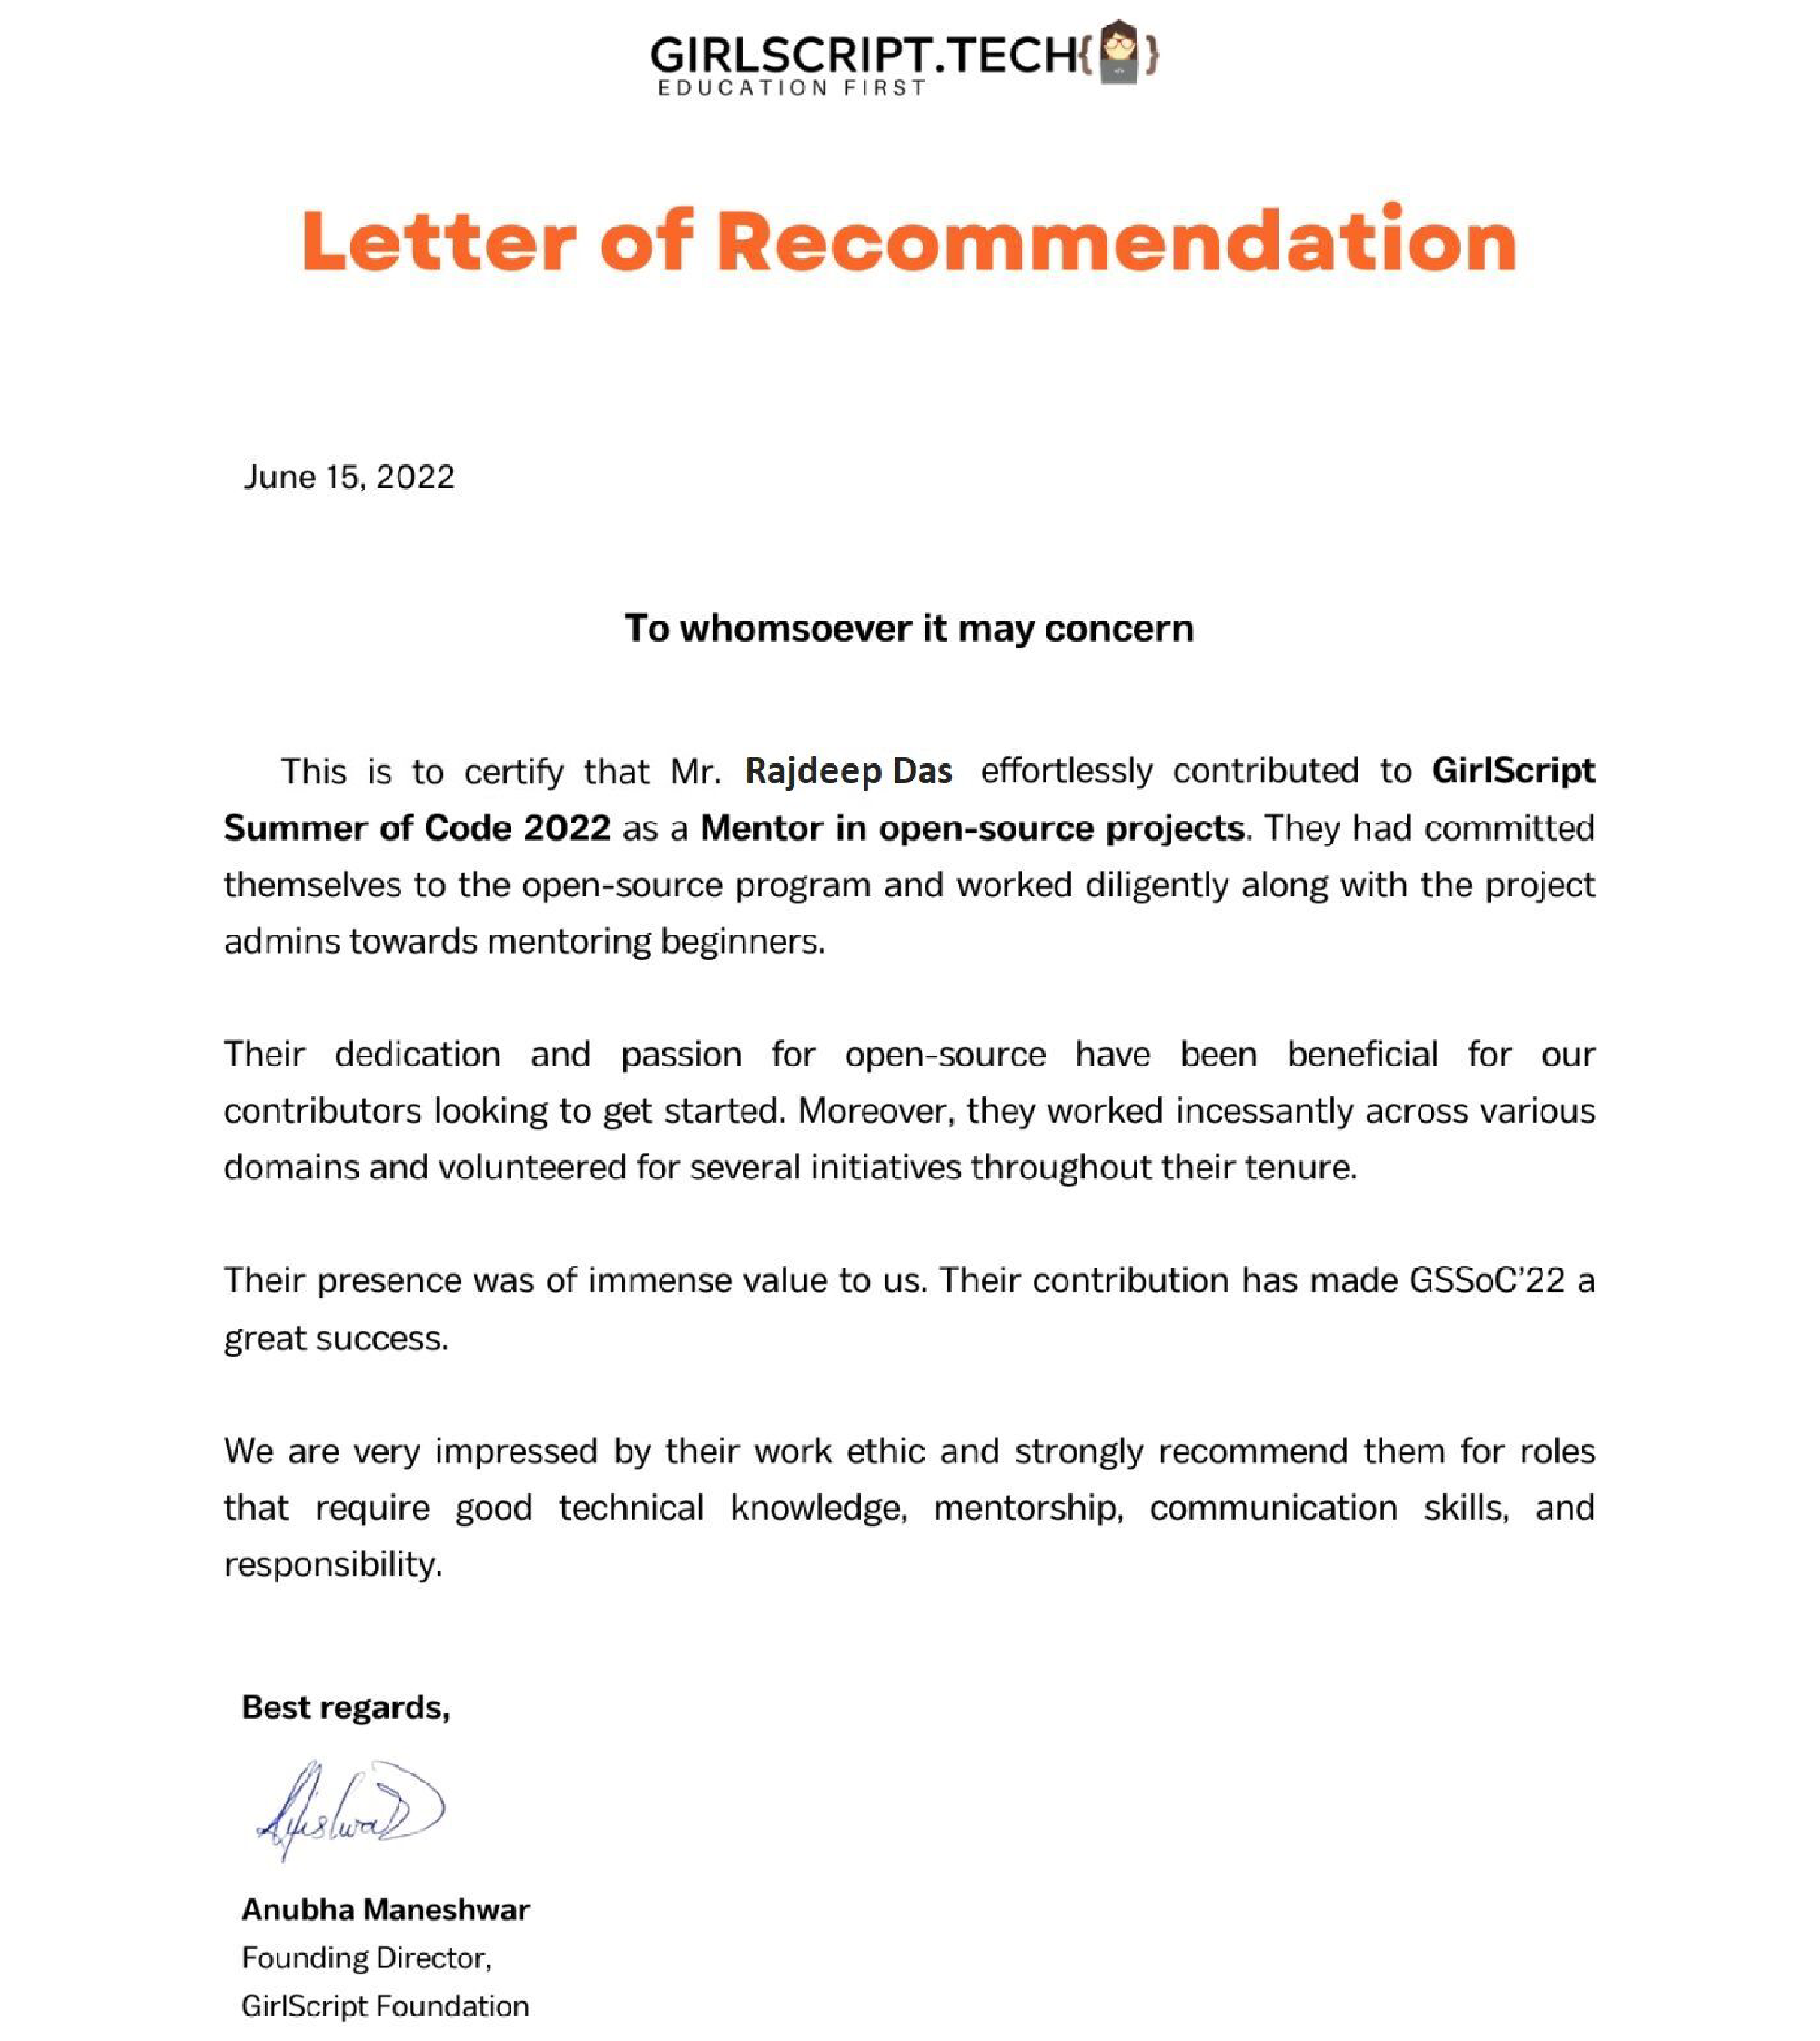 GIRLSCRIPT.TECH{ }
EDUCATION FIRST
Letter of Recommendation
June 15, 2022
To whomsoever it may concern
This is to certify that Mr. Rajdeep Das effortlessly contributed to GirlScript
Summer of Code 2022 as a Mentor in open-source projects. They had committed
themselves to the open-source program and worked diligently along with the project
admins towards mentoring beginners.
Their dedication and passion for open-source have been beneficial for our
contributors looking to get started. Moreover, they worked incessantly across various
domains and volunteered for several initiatives throughout their tenure.
Their presence was of immense value to us. Their contribution has made GSSoC’22 a
great success.
We are very impressed by their work ethic and strongly recommend them for roles
that require good technical knowledge, mentorship, communication skills, and
responsibility.
Best regards,
Anubha Maneshwar
Founding Director,
GirlScript Foundation